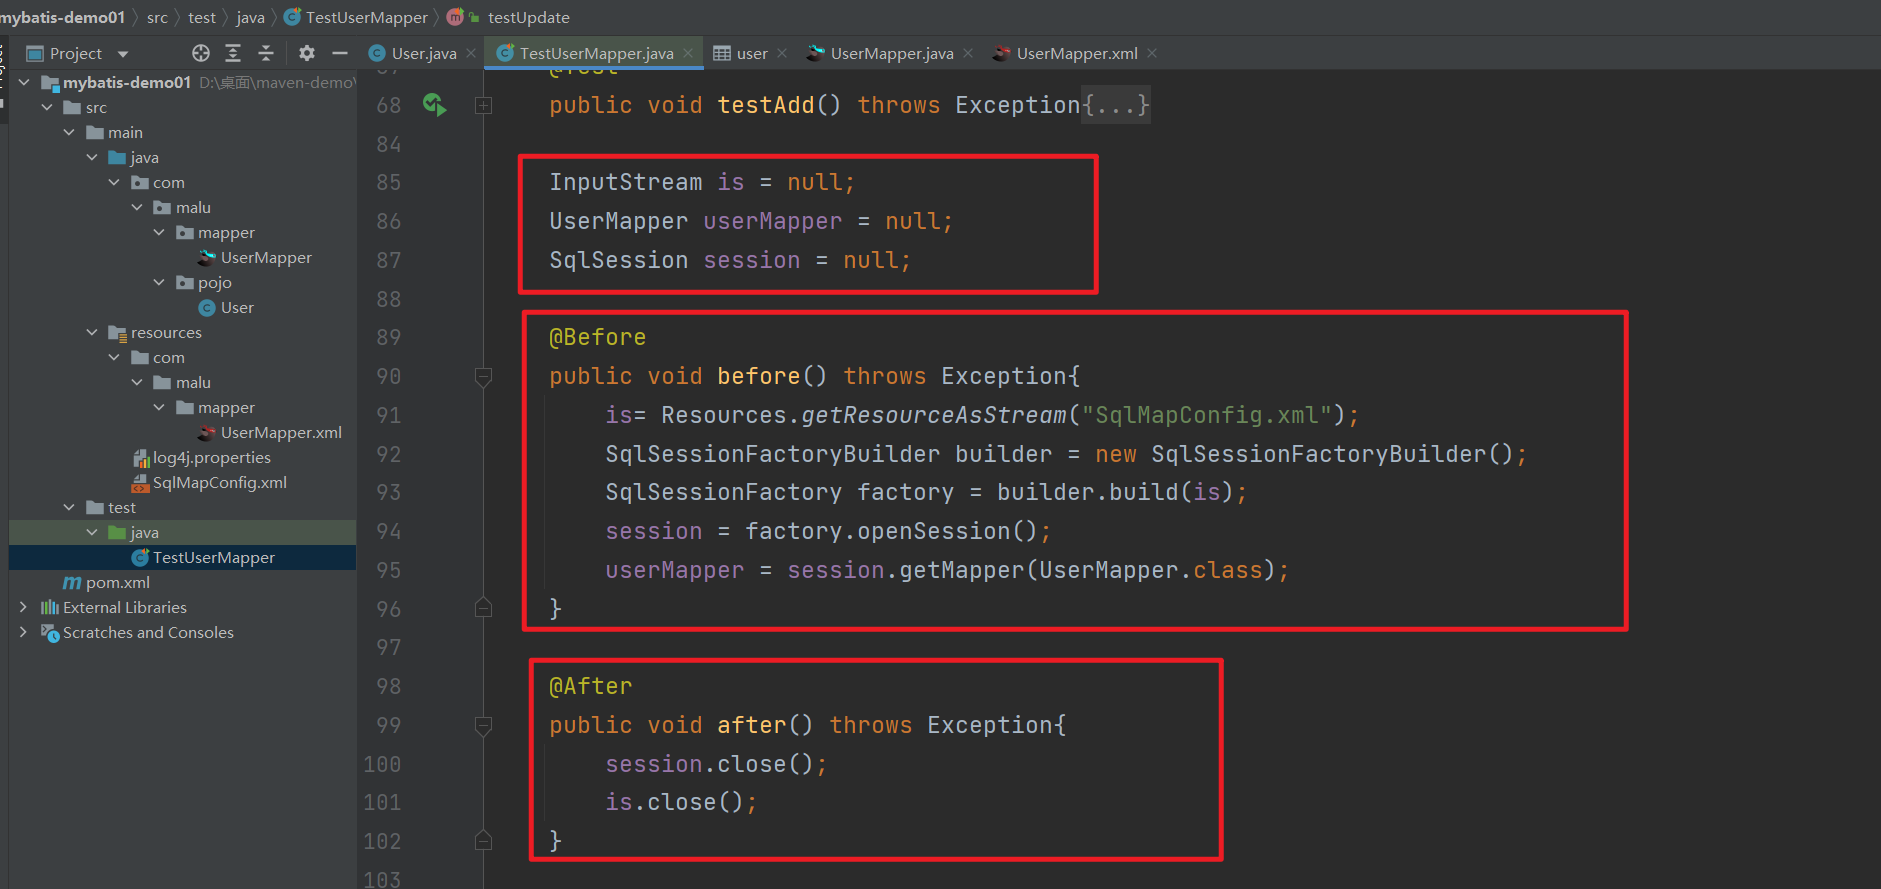 mybatis-demo01 src test java TestUserMapper testUpdate
Project
User.java TestUserMapper.java user UserMapper.java UserMapper.xml
mybatis-demo01 D:\桌面\maven-demo\
src
main
java
com
malu
mapper
UserMapper
pojo
User
resources
com
malu
mapper
UserMapper.xml
log4j.properties
SqlMapConfig.xml
test
java
TestUserMapper
pom.xml
External Libraries
Scratches and Consoles
67 @Test
68 public void testAdd() throws Exception{...}
84
85 InputStream is = null;
86 UserMapper userMapper = null;
87 SqlSession session = null;
88
89 @Before
90 public void before() throws Exception{
91 is= Resources.getResourceAsStream("SqlMapConfig.xml");
92 SqlSessionFactoryBuilder builder = new SqlSessionFactoryBuilder();
93 SqlSessionFactory factory = builder.build(is);
94 session = factory.openSession();
95 userMapper = session.getMapper(UserMapper.class);
96 }
97
98 @After
99 public void after() throws Exception{
100 session.close();
101 is.close();
102 }
103